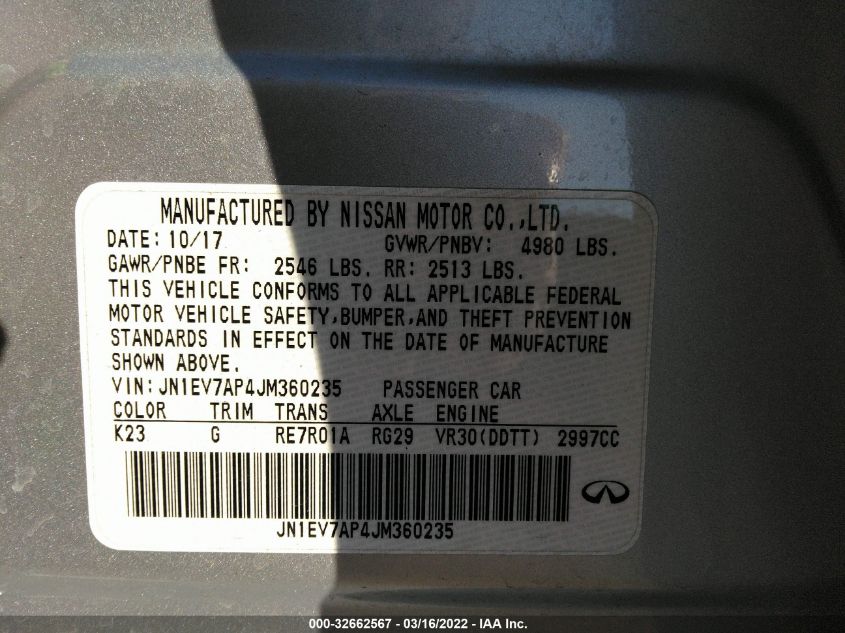 MANUFACTURED BY NISSAN MOTOR CO.,LTD.
DATE: 10/17 GVWR/PNBV: 4980 LBS.
GAWR/PNBE FR: 2546 LBS. RR: 2513 LBS.
THIS VEHICLE CONFORMS TO ALL APPLICABLE FEDERAL
MOTOR VEHICLE SAFETY,BUMPER,AND THEFT PREVENTION
STANDARDS IN EFFECT ON THE DATE OF MANUFACTURE
SHOWN ABOVE.
VIN:JN1EV7AP4JM360235 PASSENGER CAR
COLOR TRIM TRANS AXLE ENGINE
K23 G RE7R01A RG29 VR30(DDTT) 2997CC
JN1EV7AP4JM360235
000-32662567 - 03/16/2022 - IAA Inc.